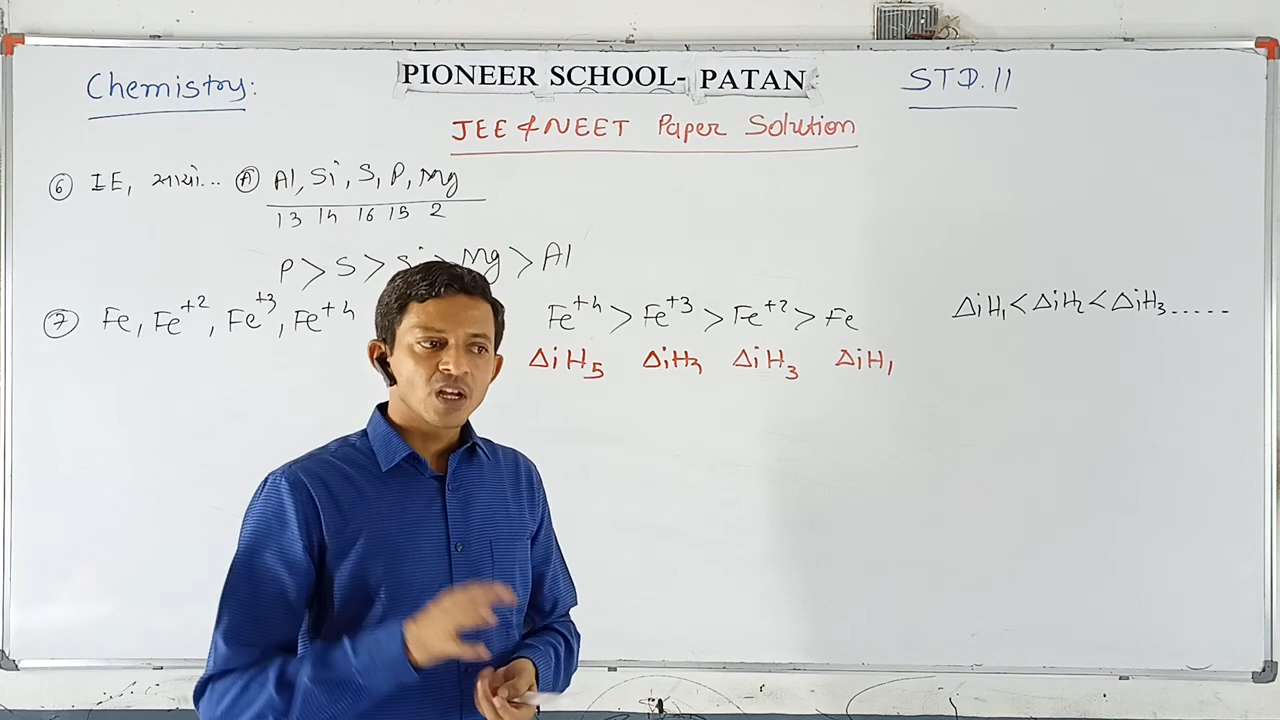 Chemistry:
PIONEER SCHOOL- PATAN
STD. 11
JEE & NEET Paper Solution
⑥ IE, સાચો... Ⓐ Al, Si, S, P, Mg
13 14 16 15 2
P > S > Si > Mg > Al
⑦ Fe, Fe⁺², Fe⁺³, Fe⁺⁴ Fe⁺⁴ > Fe⁺³ > Fe⁺² > Fe ΔiH₁ < ΔiH₂ < ΔiH₃.....
ΔiH₅ ΔiH₄ ΔiH₃ ΔiH₁